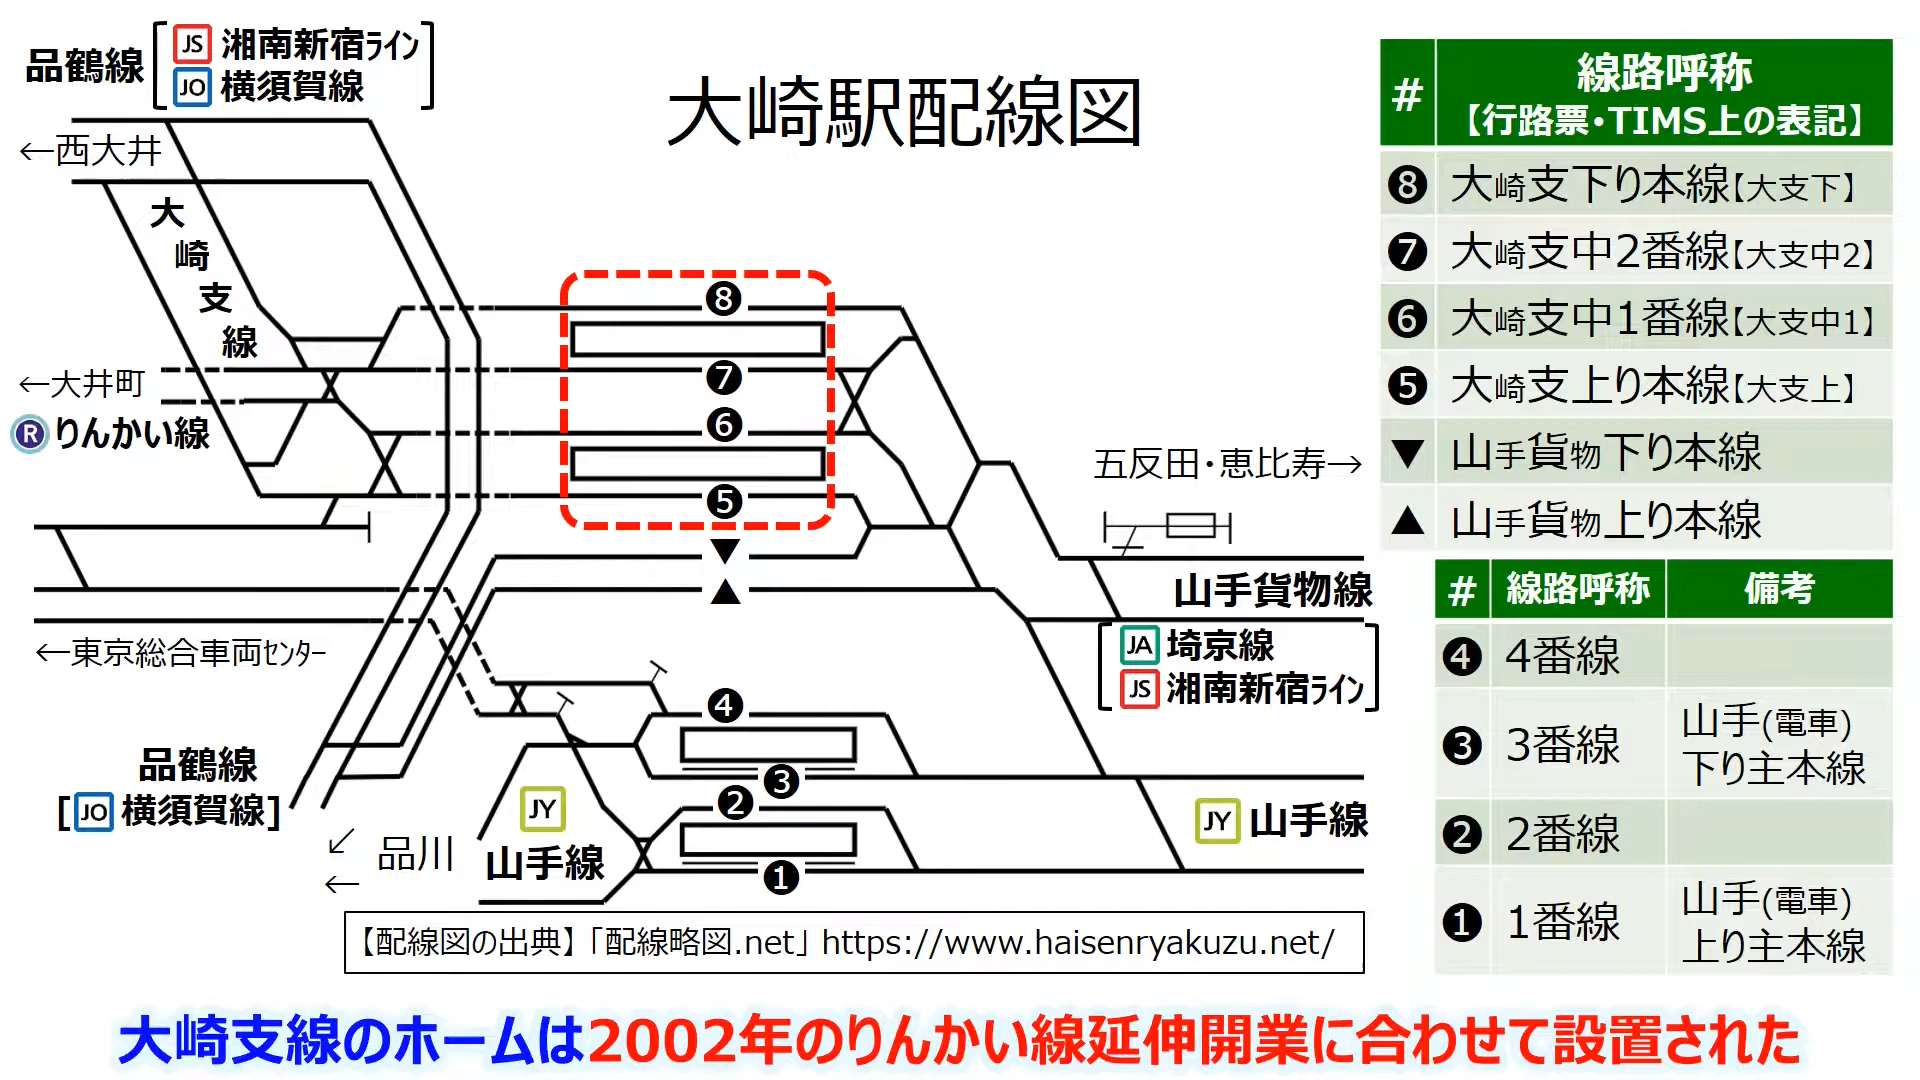 大崎駅配線図
品鶴線
JS 湘南新宿ライン
JO 横須賀線
←西大井
大崎支線
←大井町
R りんかい線
8
7
6
5
▼
▲
五反田・恵比寿→
山手貨物線
JA 埼京線
JS 湘南新宿ライン
←東京総合車両センター
品鶴線
[JO 横須賀線]
↙
←
品川
JY
山手線
4
3
2
1
JY 山手線
【配線図の出典】「配線略図.net」 https://www.haisenryakuzu.net/
# 線路呼称
【行路票・TIMS上の表記】
8 大崎支下り本線【大支下】
7 大崎支中2番線【大支中2】
6 大崎支中1番線【大支中1】
5 大崎支上り本線【大支上】
▼ 山手貨物下り本線
▲ 山手貨物上り本線
# 線路呼称 備考
4 4番線
3 3番線 山手(電車)
下り主本線
2 2番線
1 1番線 山手(電車)
上り主本線
大崎支線のホームは2002年のりんかい線延伸開業に合わせて設置された